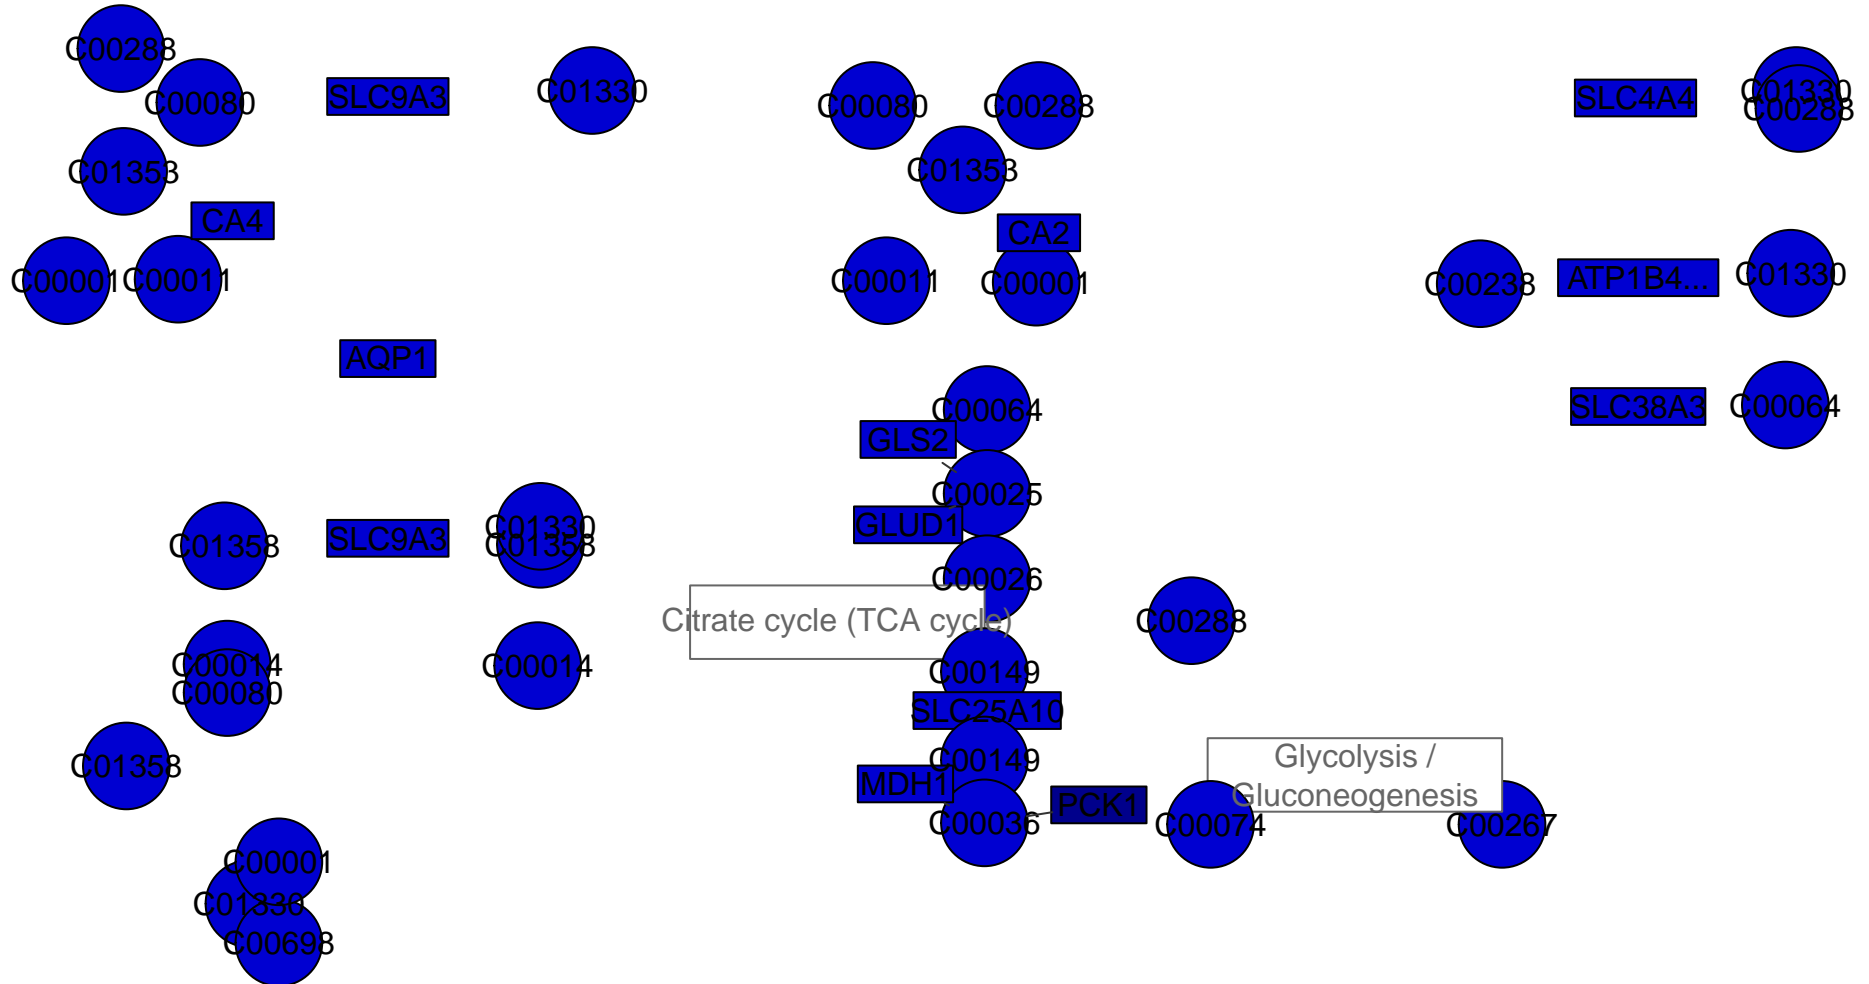 C00288
C00080
SLC9A3
C01330
C00080
C00288
SLC4A4
C01330
C00288
C01353
C01353
CA4
CA2
C00001
C00011
C00011
C00001
C00238
ATP1B4...
C01330
AQP1
C00064
SLC38A3
C00064
GLS2
C00025
GLUD1
C01358
SLC9A3
C01330
C01358
C00026
Citrate cycle (TCA cycle)
C00288
C00014
C00080
C00014
C00149
SLC25A10
C01358
C00149
MDH1
C00036
PCK1
Glycolysis /
Gluconeogenesis
C00074
C00267
C00001
C01330
C00698